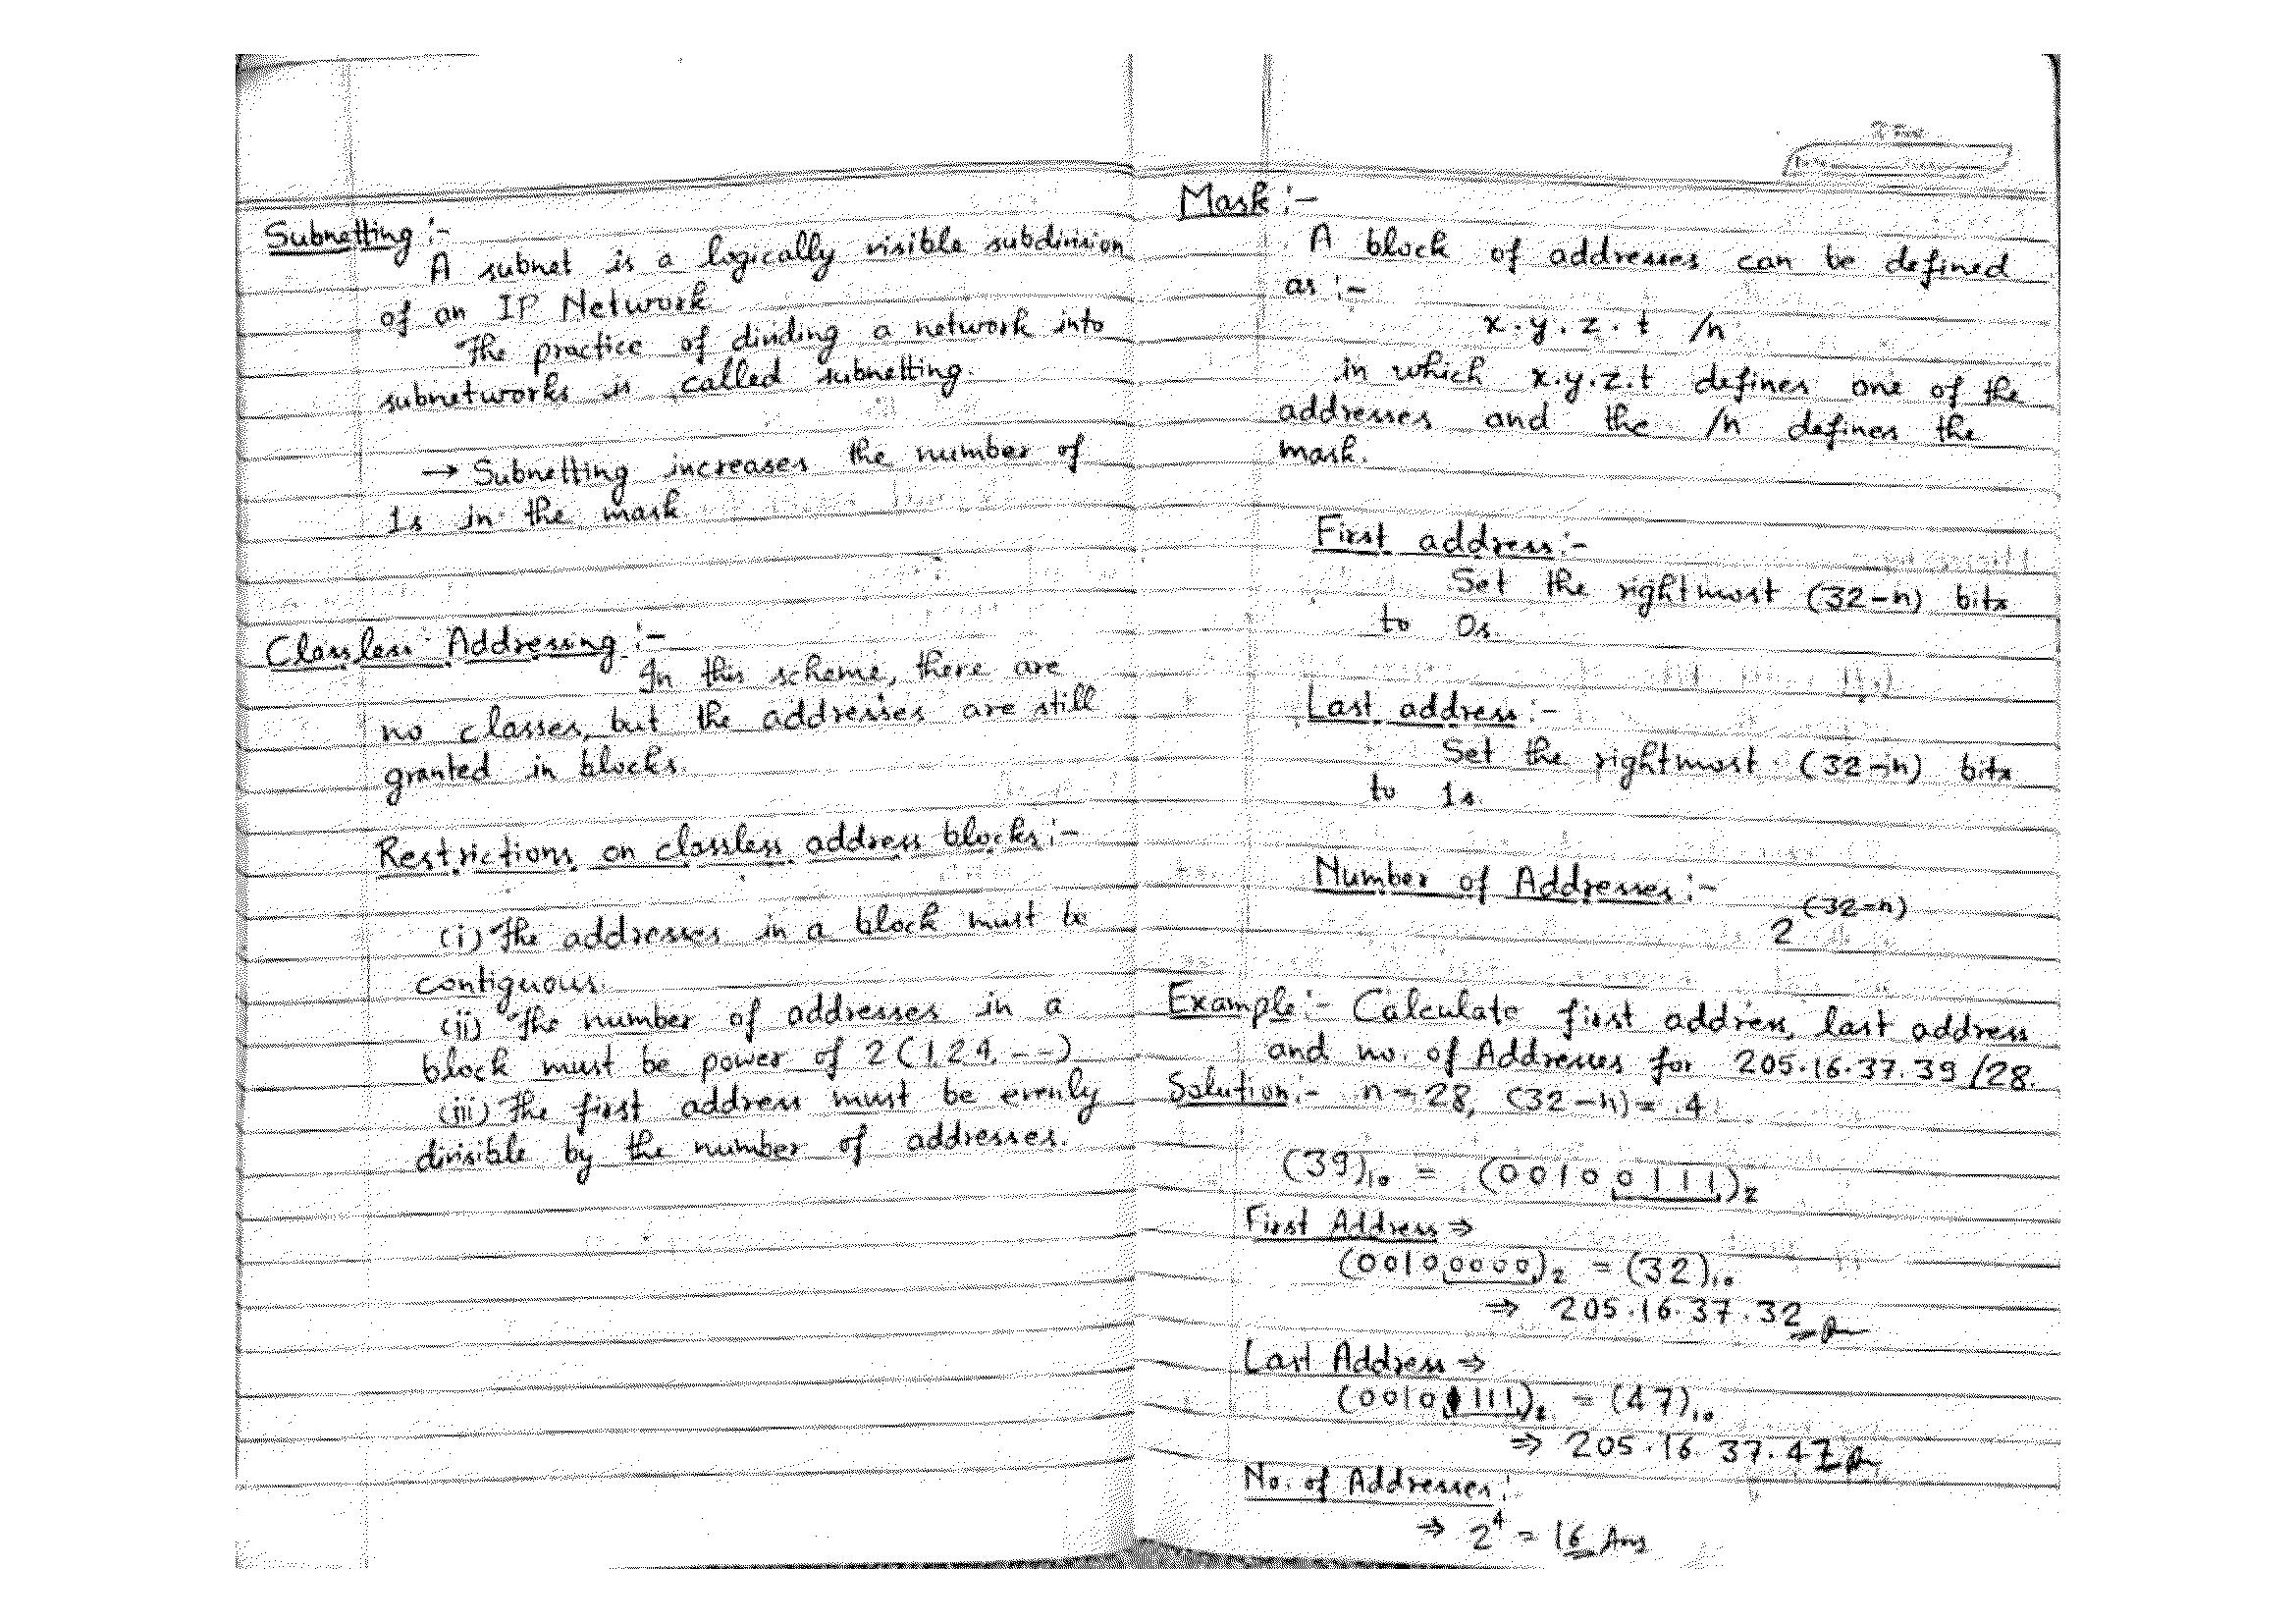 Subnetting :-
A subnet is a logically visible subdivision
of an IP Network
The practice of dividing a network into
subnetworks is called subnetting.
→ Subnetting increases the number of
1s in the mask
Classless Addressing :-
In this scheme, there are
no classes, but the addresses are still
granted in blocks.
Restrictions on classless address blocks :-
(i) The addresses in a block must be
contiguous.
(ii) The number of addresses in a
block must be power of 2 (1,2,4, --)
(iii) The first address must be evenly
divisible by the number of addresses.
Mask :-
A block of addresses can be defined
as :-
x.y.z.t /n
in which x.y.z.t defines one of the
addresses and the /n defines the
mask.
First address :-
Set the rightmost (32-n) bits
to 0s.
Last address :-
Set the rightmost (32-n) bits
to 1s.
Number of Addresses :-
2^(32-n)
Example :- Calculate first address, last address
and no. of Addresses for 205.16.37.39/28.
Solution :- n = 28, (32-n) = 4
(39)₁₀ = (00100111)₂
First Address ⇒
(00100000)₂ = (32)₁₀
⇒ 205.16.37.32
Last Address ⇒
(00101111)₂ = (47)₁₀
⇒ 205.16.37.47
No. of Addresses :-
⇒ 2⁴ = 16 Ans